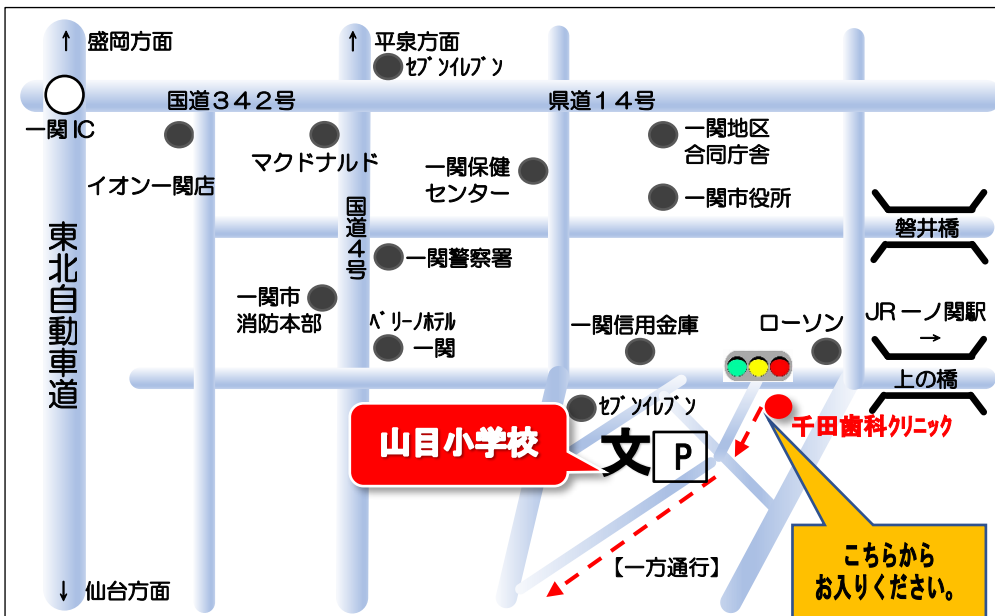 ↑ 盛岡方面
↑ 平泉方面
セブンイレブン
国道342号
県道14号
一関IC
マクドナルド
一関地区
合同庁舎
イオン一関店
一関保健
センター
一関市役所
国道4号
磐井橋
東北自動車道
一関警察署
一関市
消防本部
ベリーノホテル
一関
一関信用金庫
ローソン
JR一ノ関駅
→
上の橋
セブンイレブン
千田歯科クリニック
山目小学校
文 P
こちらから
お入りください。
【一方通行】
↓ 仙台方面